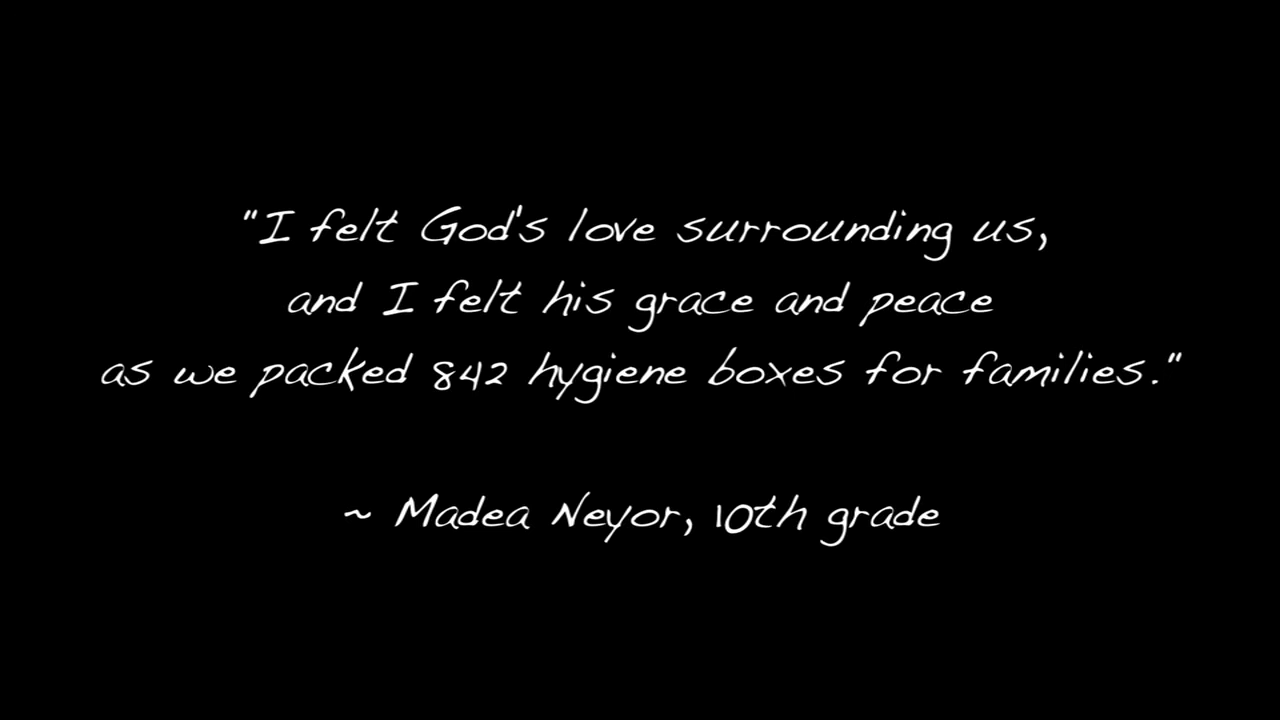 "I felt God's love surrounding us,
and I felt his grace and peace
as we packed 842 hygiene boxes for families."
~ Madea Neyor, 10th grade